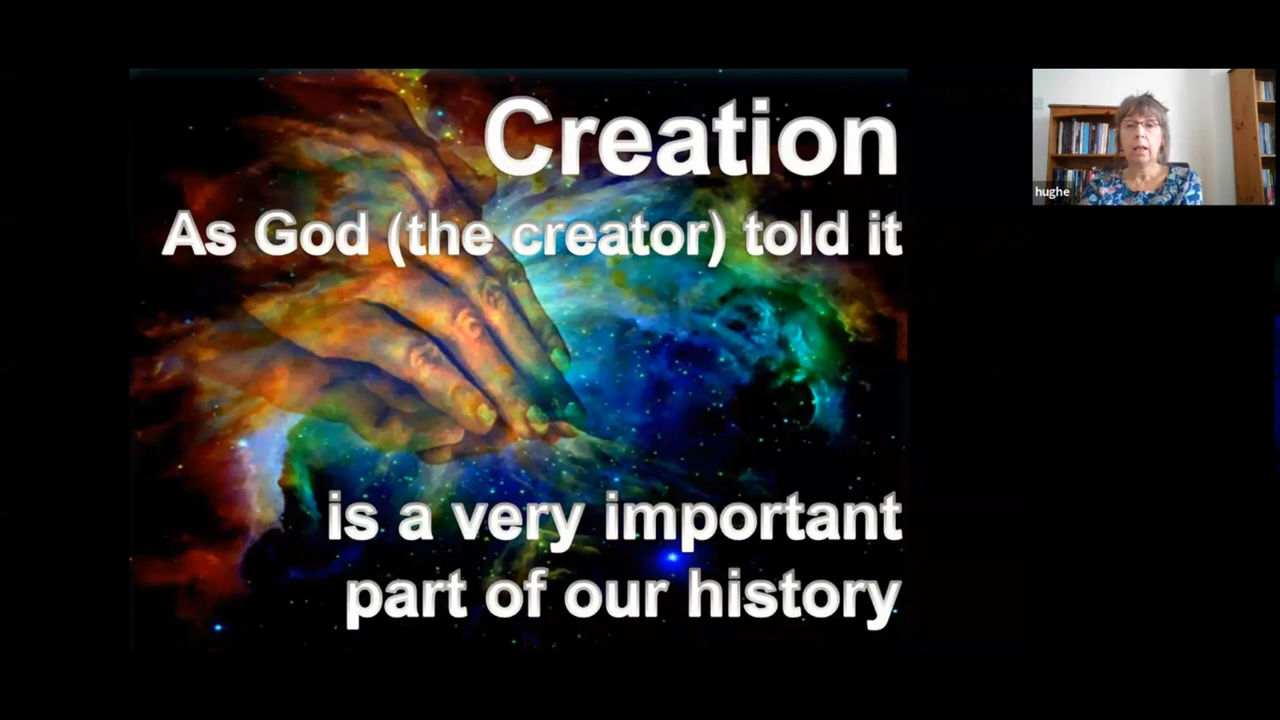 Creation
As God (the creator) told it
is a very important
part of our history
hughe